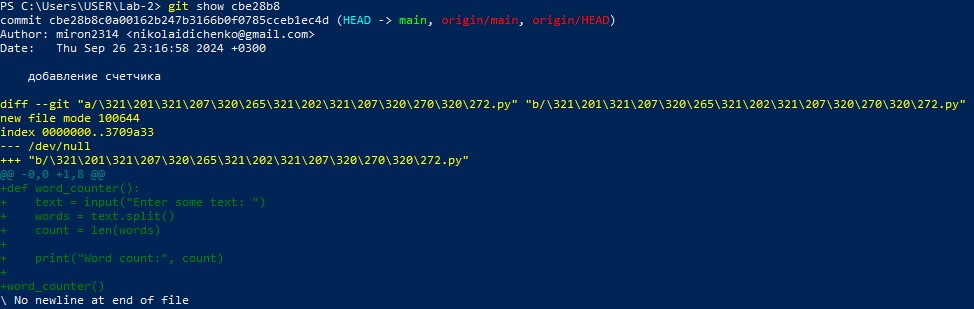 PS C:\Users\USER\Lab-2> git show cbe28b8
commit cbe28b8c0a00162b247b3166b0f0785cceb1ec4d (HEAD -> main, origin/main, origin/HEAD)
Author: miron2314 <nikolaidichenko@gmail.com>
Date:   Thu Sep 26 23:16:58 2024 +0300

    добавление счетчика

diff --git "a/\321\201\321\207\320\265\321\202\321\207\320\270\320\272.py" "b/\321\201\321\207\320\265\321\202\321\207\320\270\320\272.py"
new file mode 100644
index 0000000..3709a33
--- /dev/null
+++ "b/\321\201\321\207\320\265\321\202\321\207\320\270\320\272.py"
@@ -0,0 +1,8 @@
+def word_counter():
+    text = input("Enter some text: ")
+    words = text.split()
+    count = len(words)
+
+    print("Word count:", count)
+
+word_counter()
\ No newline at end of file